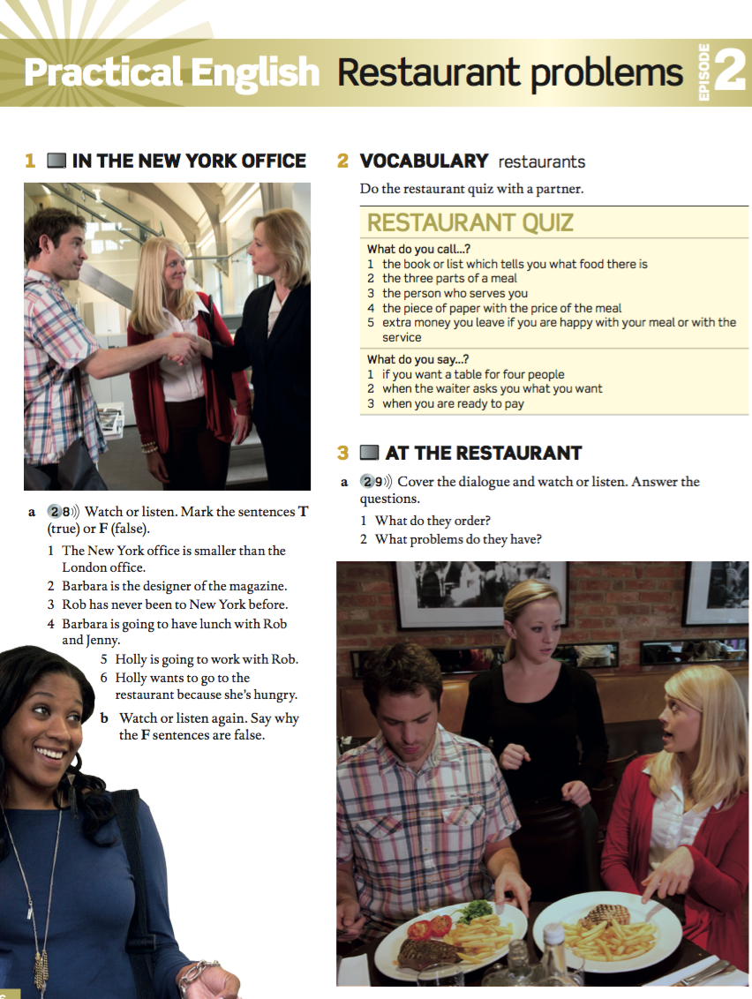 Practical English Restaurant problems EPISODE 2
1 IN THE NEW YORK OFFICE
a 2 8))) Watch or listen. Mark the sentences T
(true) or F (false).
1 The New York office is smaller than the
London office.
2 Barbara is the designer of the magazine.
3 Rob has never been to New York before.
4 Barbara is going to have lunch with Rob
and Jenny.
5 Holly is going to work with Rob.
6 Holly wants to go to the
restaurant because she's hungry.
b Watch or listen again. Say why
the F sentences are false.
2 VOCABULARY restaurants
Do the restaurant quiz with a partner.
RESTAURANT QUIZ
What do you call...?
1 the book or list which tells you what food there is
2 the three parts of a meal
3 the person who serves you
4 the piece of paper with the price of the meal
5 extra money you leave if you are happy with your meal or with the
service
What do you say...?
1 if you want a table for four people
2 when the waiter asks you what you want
3 when you are ready to pay
3 AT THE RESTAURANT
a 2 9))) Cover the dialogue and watch or listen. Answer the
questions.
1 What do they order?
2 What problems do they have?